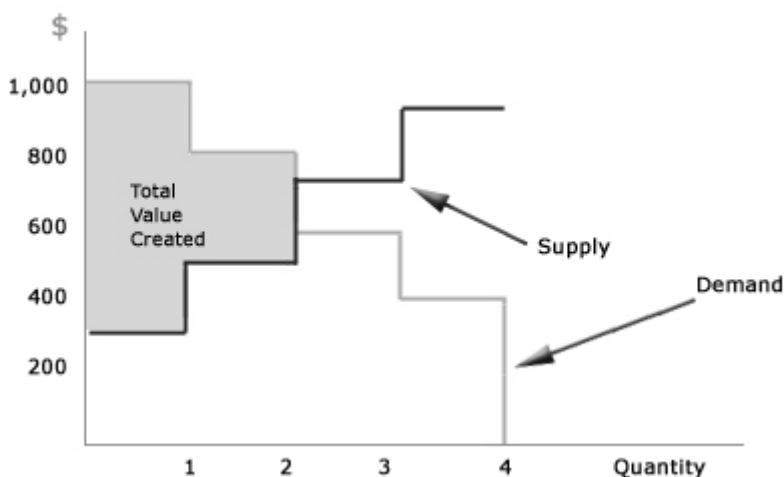 $
1,000
800
Total
Value
Created
600
Supply
Demand
400
200
1 2 3 4 Quantity